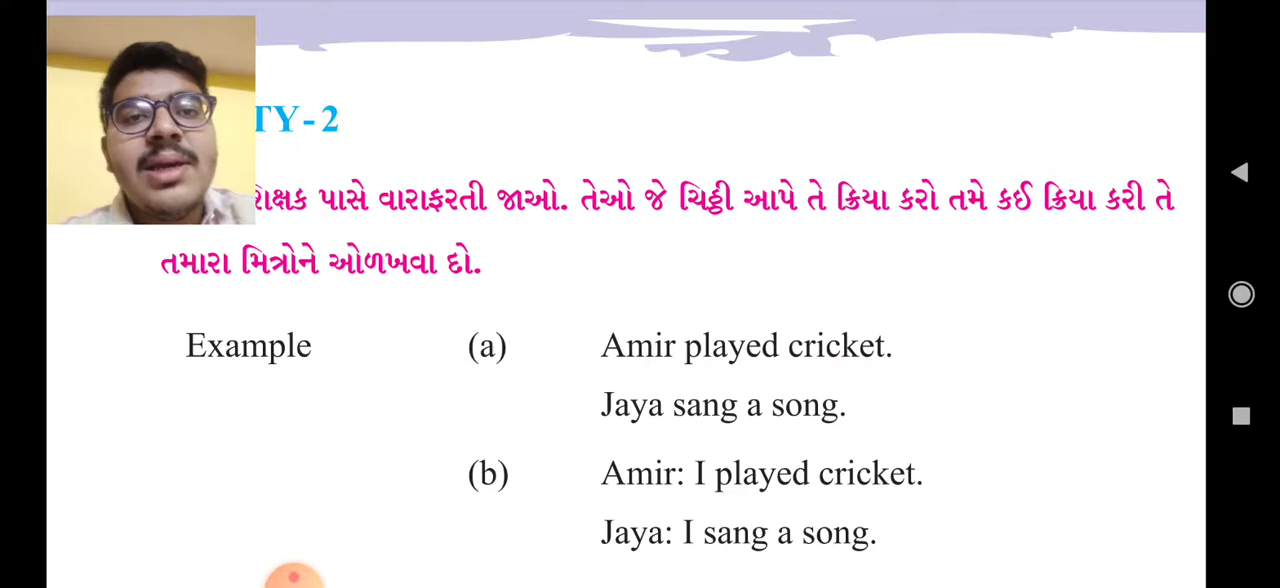 TY-2
પાસે વારાફરતી જાઓ. તેઓ જે ચિઠ્ઠી આપે તે ક્રિયા કરો તમે કઈ ક્રિયા કરી તે
તમારા મિત્રોને ઓળખવા દો.
Example (a) Amir played cricket.
Jaya sang a song.
(b) Amir: I played cricket.
Jaya: I sang a song.